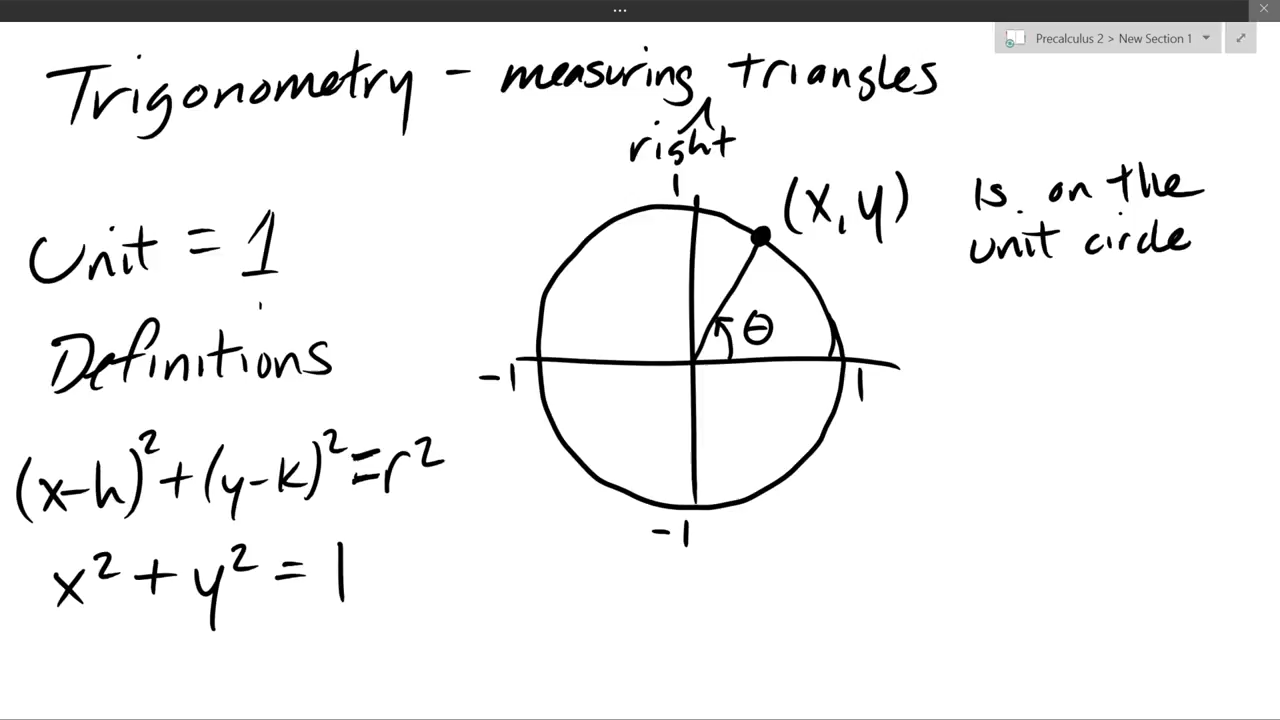 ...
Precalculus 2 > New Section 1
Trigonometry - measuring triangles
right
Unit = 1
Definitions
(x-h)² + (y-k)² = r²
x² + y² = 1
1
(x, y) is on the
unit circle
θ
-1
1
-1